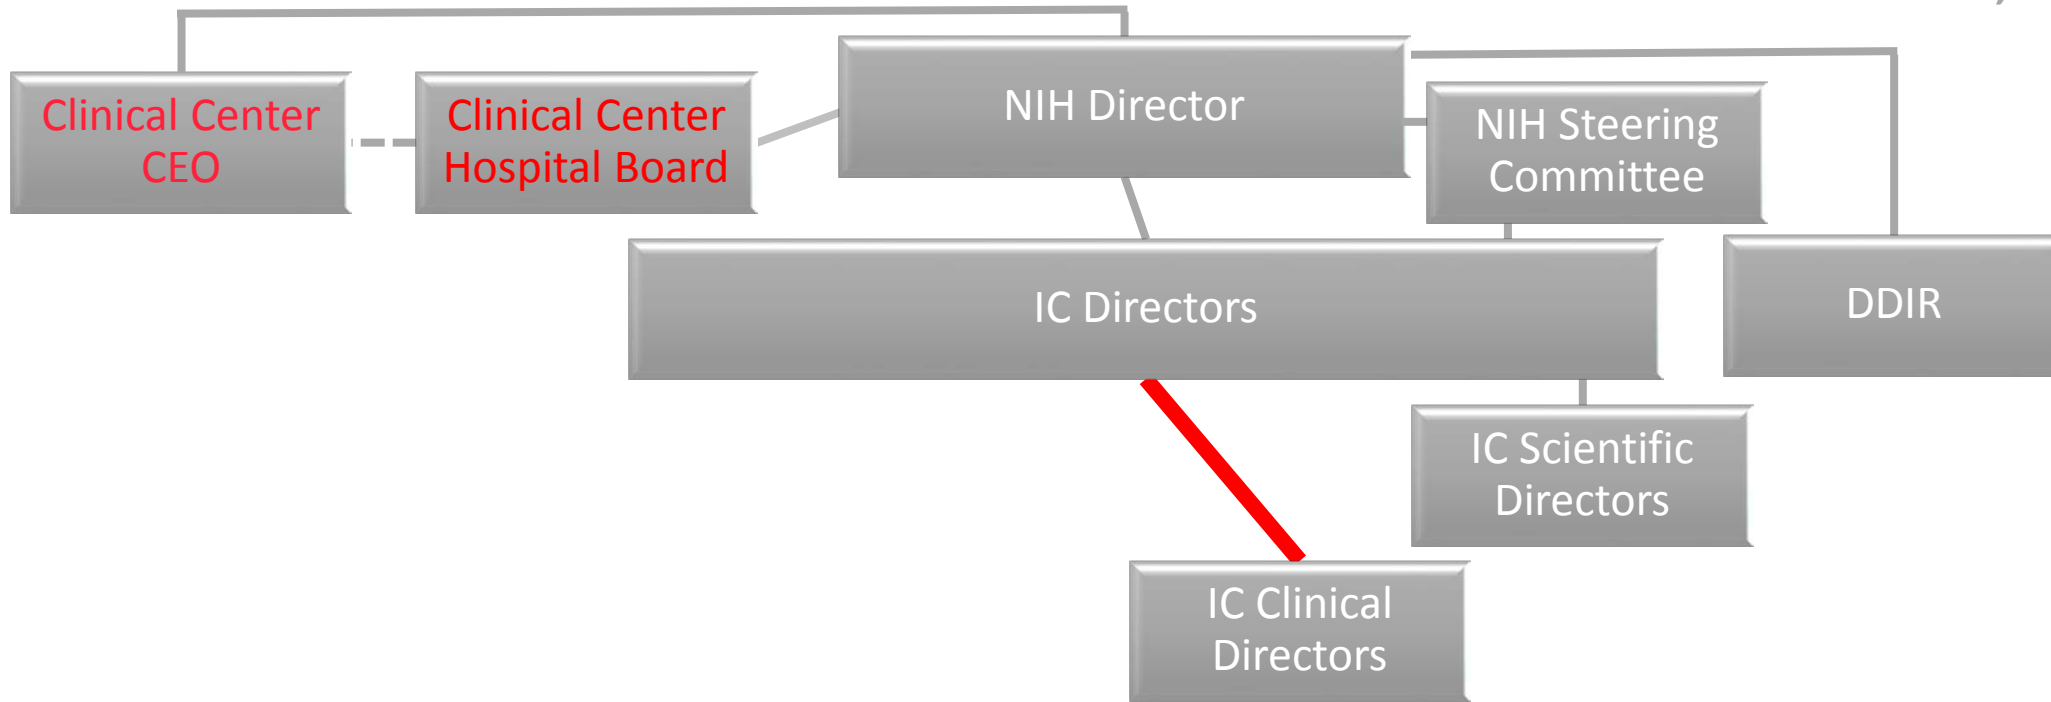 Clinical Center
CEO
Clinical Center
Hospital Board
NIH Director
NIH Steering
Committee
IC Directors
DDIR
IC Scientific
Directors
IC Clinical
Directors